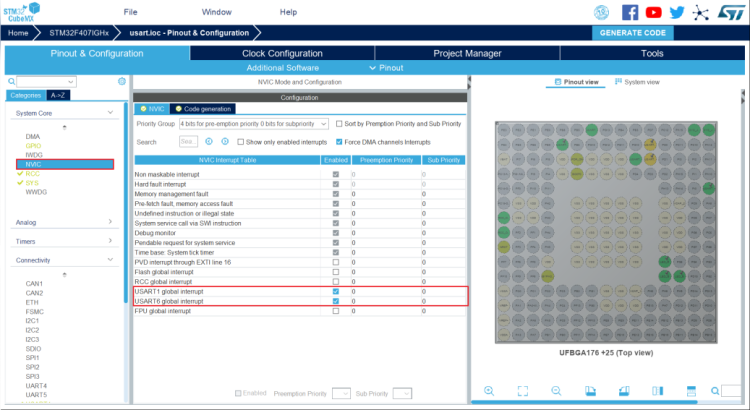 STM32
CubeMX
File Window Help
Home STM32F407IGHx usart.ioc - Pinout & Configuration GENERATE CODE
Pinout & Configuration Clock Configuration Project Manager Tools
Additional Software Pinout
NVIC Mode and Configuration
Configuration
Pinout view System view
Categories A->Z
System Core
DMA
GPIO
IWDG
NVIC
RCC
SYS
WWDG
Analog
Timers
Connectivity
CAN1
CAN2
ETH
FSMC
I2C1
I2C2
I2C3
SDIO
SPI1
SPI2
SPI3
UART4
UART5
NVIC Code generation
Priority Group 4 bits for pre-emption priority 0 bits for subpriority Sort by Premption Priority and Sub Priority
Search Sea... Show only enabled interrupts Force DMA channels Interrupts
NVIC Interrupt Table Enabled Preemption Priority Sub Priority
Non maskable interrupt 0 0
Hard fault interrupt 0 0
Memory management fault 0 0
Pre-fetch fault, memory access fault 0 0
Undefined instruction or illegal state 0 0
System service call via SWI instruction 0 0
Debug monitor 0 0
Pendable request for system service 0 0
Time base: System tick timer 0 0
PVD interrupt through EXTI line 16 0 0
Flash global interrupt 0 0
RCC global interrupt 0 0
USART1 global interrupt 0 0
USART6 global interrupt 0 0
FPU global interrupt 0 0
Enabled Preemption Priority Sub Priority
UFBGA176 +25 (Top view)